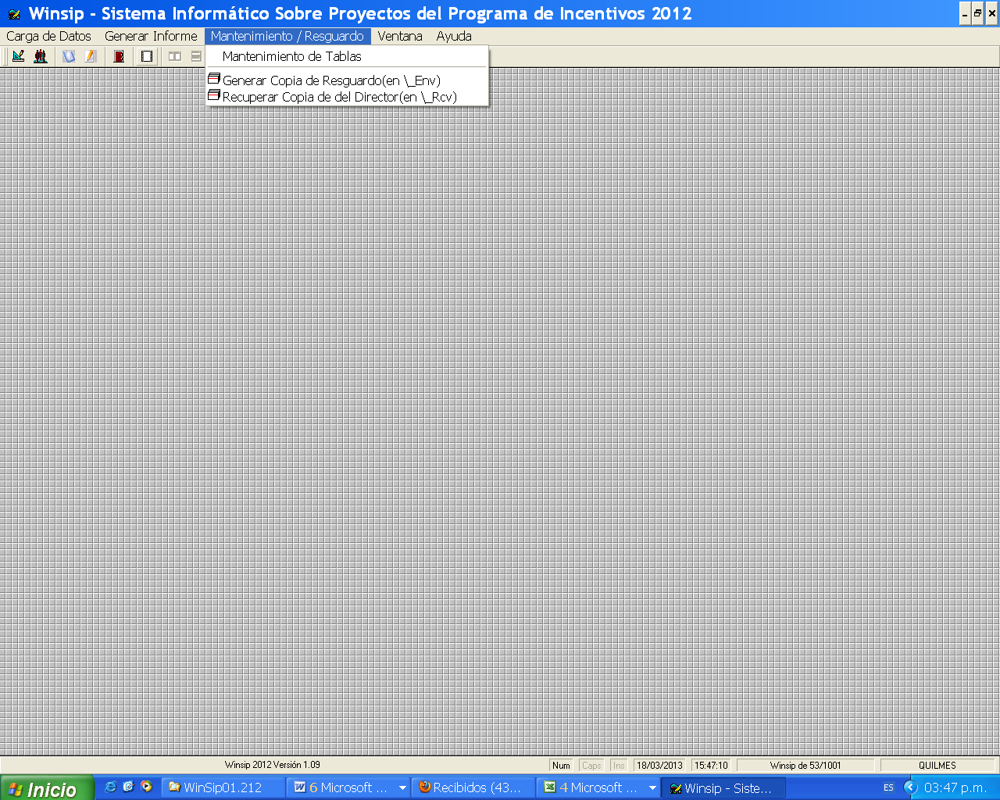 Winsip - Sistema Informático Sobre Proyectos del Programa de Incentivos 2012
Carga de Datos Generar Informe Mantenimiento / Resguardo Ventana Ayuda
Mantenimiento de Tablas
Generar Copia de Resguardo(en \_Env)
Recuperar Copia de del Director(en \_Rcv)
Winsip 2012 Versión 1.09 Num Caps Ins 18/03/2013 15:47:10 Winsip de 53/1001 QUILMES
Inicio WinSip01.212 6 Microsoft ... Recibidos (43... 4 Microsoft ... Winsip - Siste... ES 03:47 p.m.